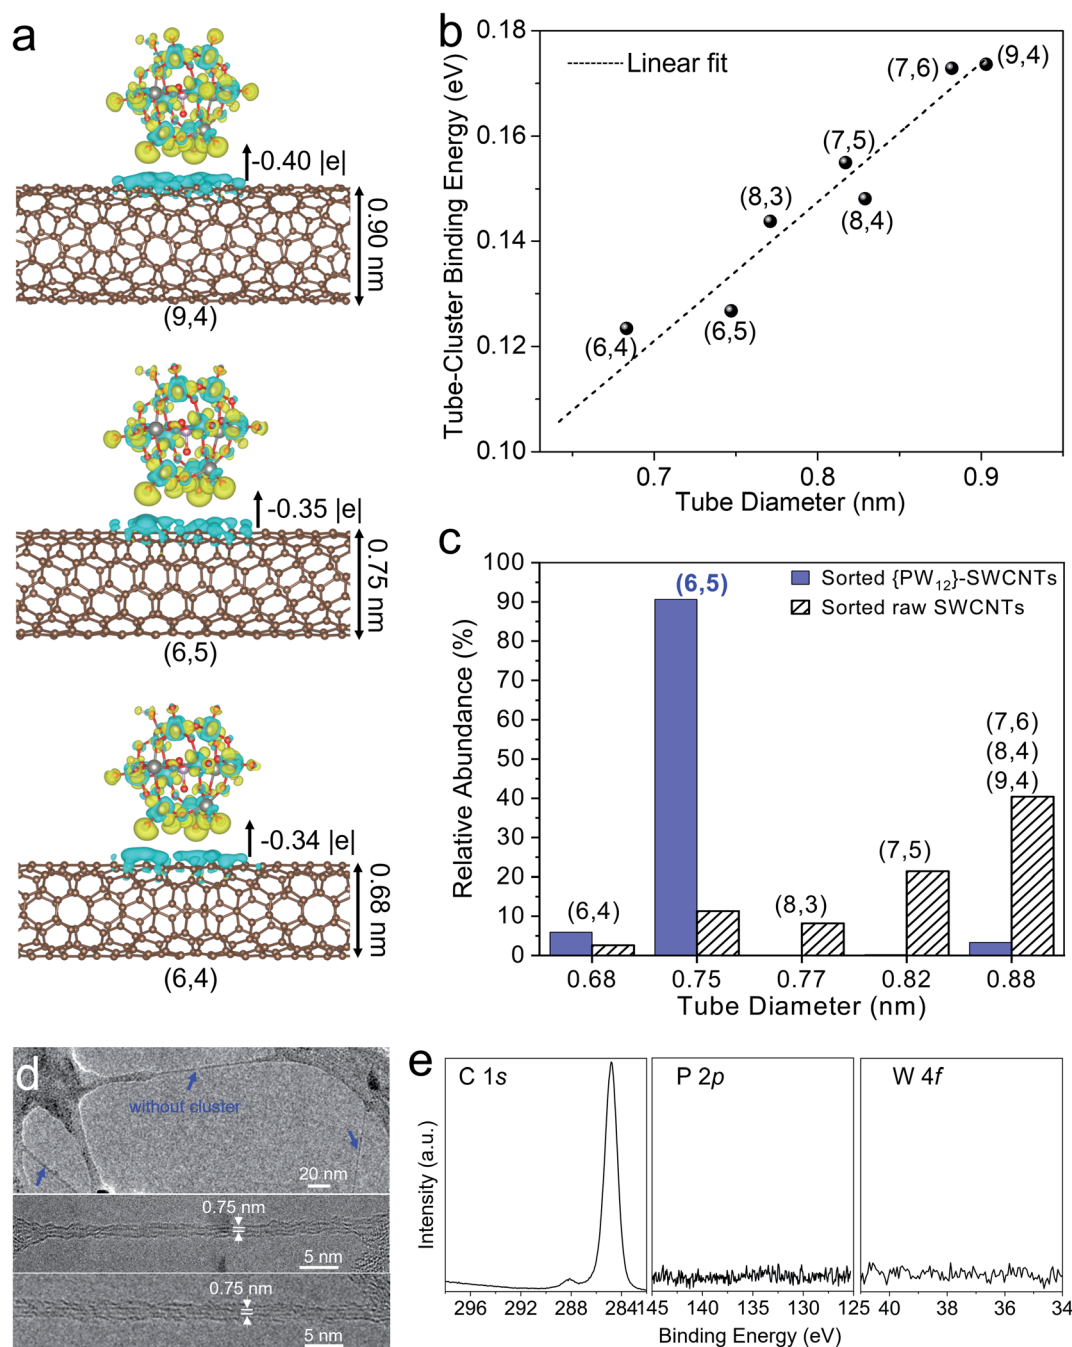 a
-0.40 |e|
0.90 nm
(9,4)
-0.35 |e|
0.75 nm
(6,5)
-0.34 |e|
0.68 nm
(6,4)
b
Tube-Cluster Binding Energy (eV)
0.18
0.16
0.14
0.12
0.10
Linear fit
(7,6)
(9,4)
(7,5)
(8,3)
(8,4)
(6,4)
(6,5)
0.7
0.8
0.9
Tube Diameter (nm)
c
Relative Abundance (%)
100
90
80
70
60
50
40
30
20
10
0
(6,5)
Sorted {PW₁₂}-SWCNTs
Sorted raw SWCNTs
(7,6)
(8,4)
(9,4)
(7,5)
(6,4)
(8,3)
0.68
0.75
0.77
0.82
0.88
Tube Diameter (nm)
d
without cluster
20 nm
0.75 nm
5 nm
0.75 nm
5 nm
e
C 1s
P 2p
W 4f
Intensity (a.u.)
296
292
288
284
140
135
130
125
40
38
36
34
Binding Energy (eV)